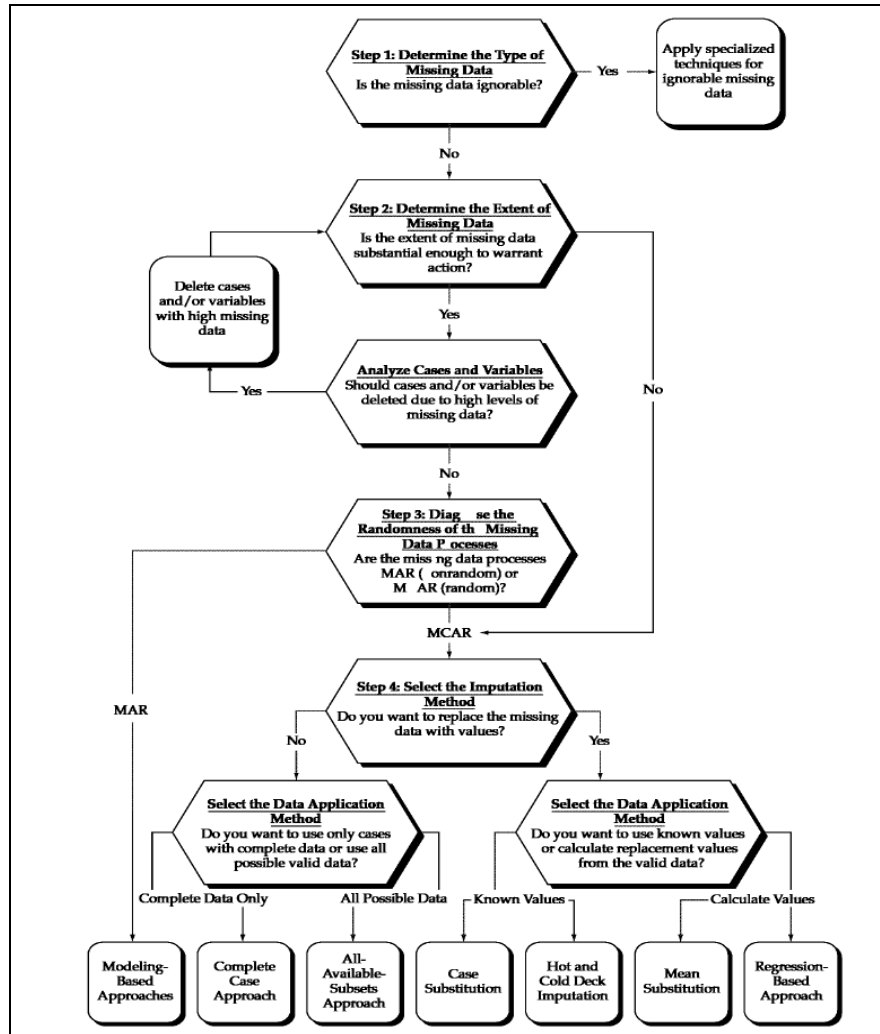 Step 1: Determine the Type of
Missing Data
Is the missing data ignorable?
Yes
Apply specialized
techniques for
ignorable missing
data
No
Step 2: Determine the Extent of
Missing Data
Is the extent of missing data
substantial enough to warrant
action?
Delete cases
and/or variables
with high missing
data
Yes
Analyze Cases and Variables
Should cases and/or variables be
deleted due to high levels of
missing data?
Yes
No
No
Step 3: Diag se the
Randomness of th Missing
Data P ocesses
Are the miss ng data processes
MAR ( onrandom) or
M AR (random)?
MCAR
MAR
Step 4: Select the Imputation
Method
Do you want to replace the missing
data with values?
No
Yes
Select the Data Application
Method
Do you want to use only cases
with complete data or use all
possible valid data?
Select the Data Application
Method
Do you want to use known values
or calculate replacement values
from the valid data?
Complete Data Only
All Possible Data
Known Values
Calculate Values
Modeling-
Based
Approaches
Complete
Case
Approach
All-
Available-
Subsets
Approach
Case
Substitution
Hot and
Cold Deck
Imputation
Mean
Substitution
Regression-
Based
Approach